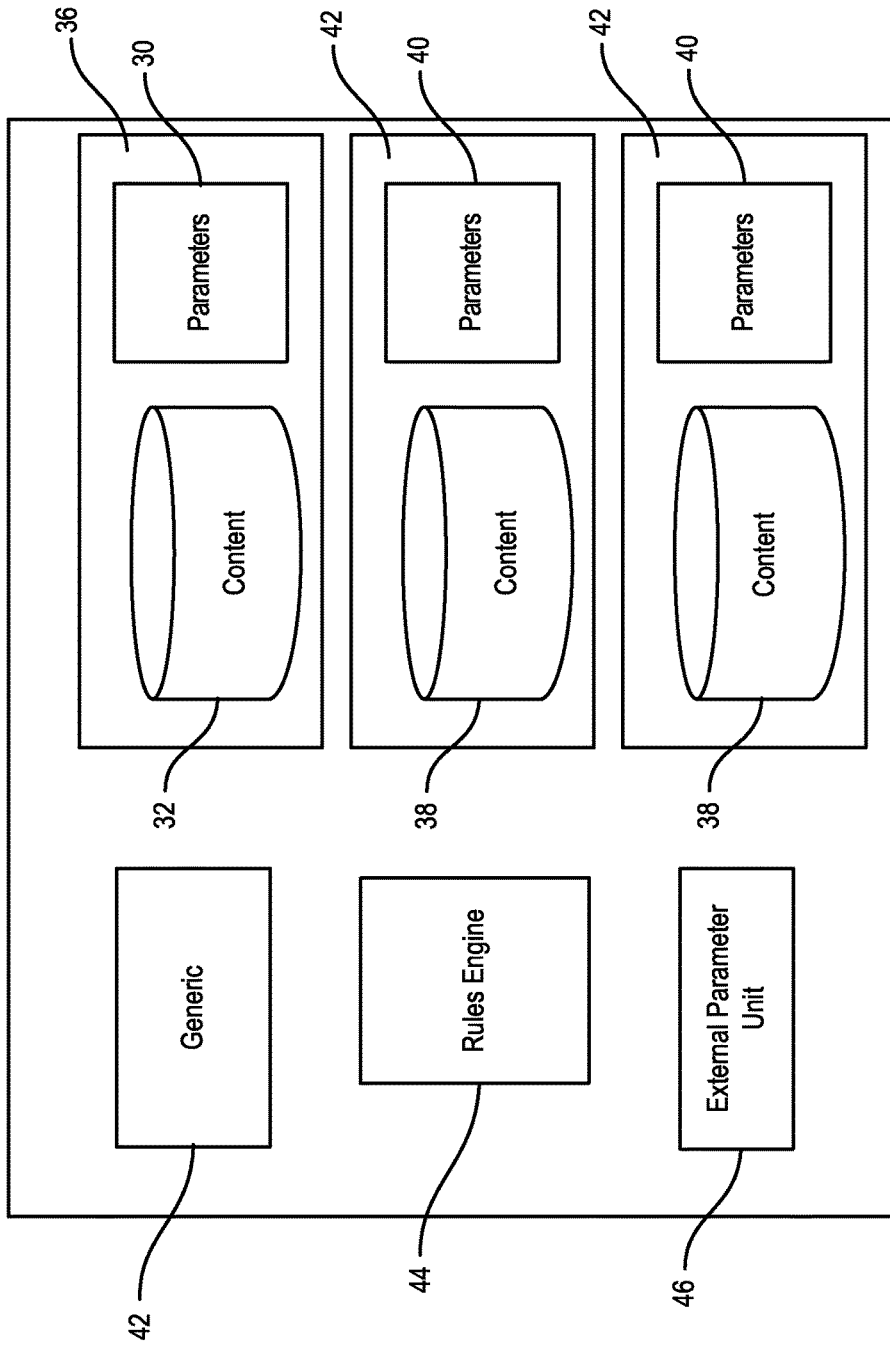 36
42
Generic
32
Content
Parameters
30
42
44
Rules Engine
38
Content
Parameters
40
42
46
External Parameter
Unit
38
Content
Parameters
40